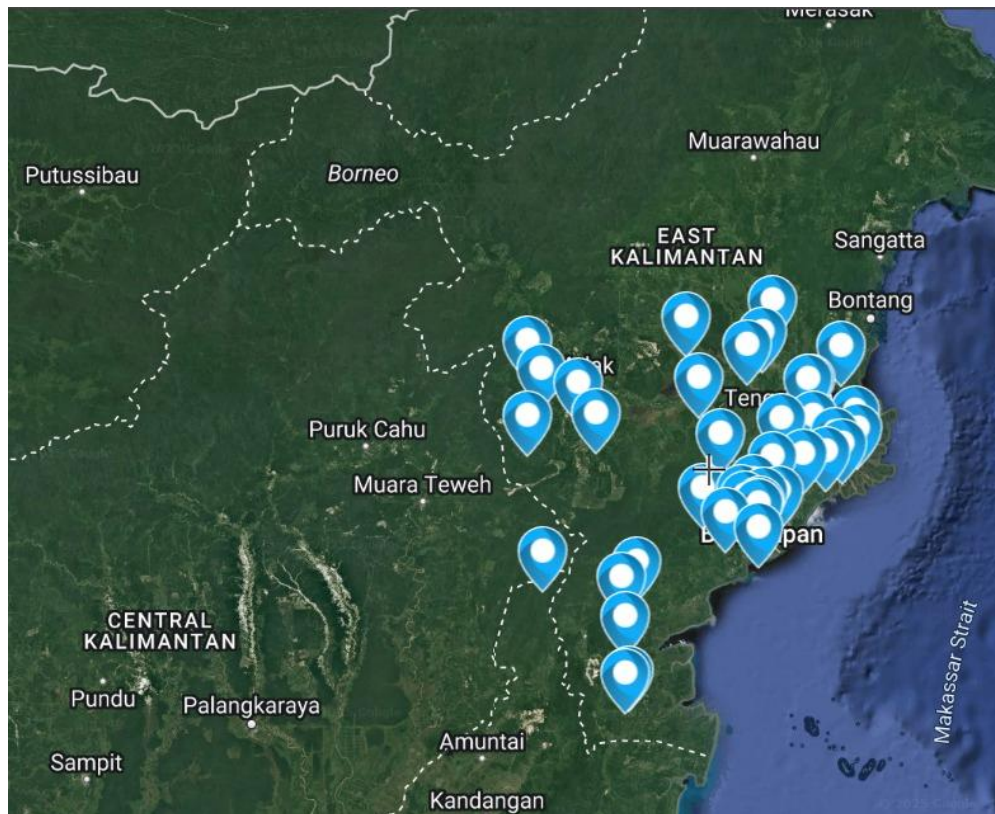 Merasak
Muarawahau
Putussibau
Borneo
EAST
KALIMANTAN
Sangatta
Bontang
Puruk Cahu
Muara Teweh
CENTRAL
KALIMANTAN
Pundu
Palangkaraya
Makassar Strait
Amuntai
Sampit
Kandangan